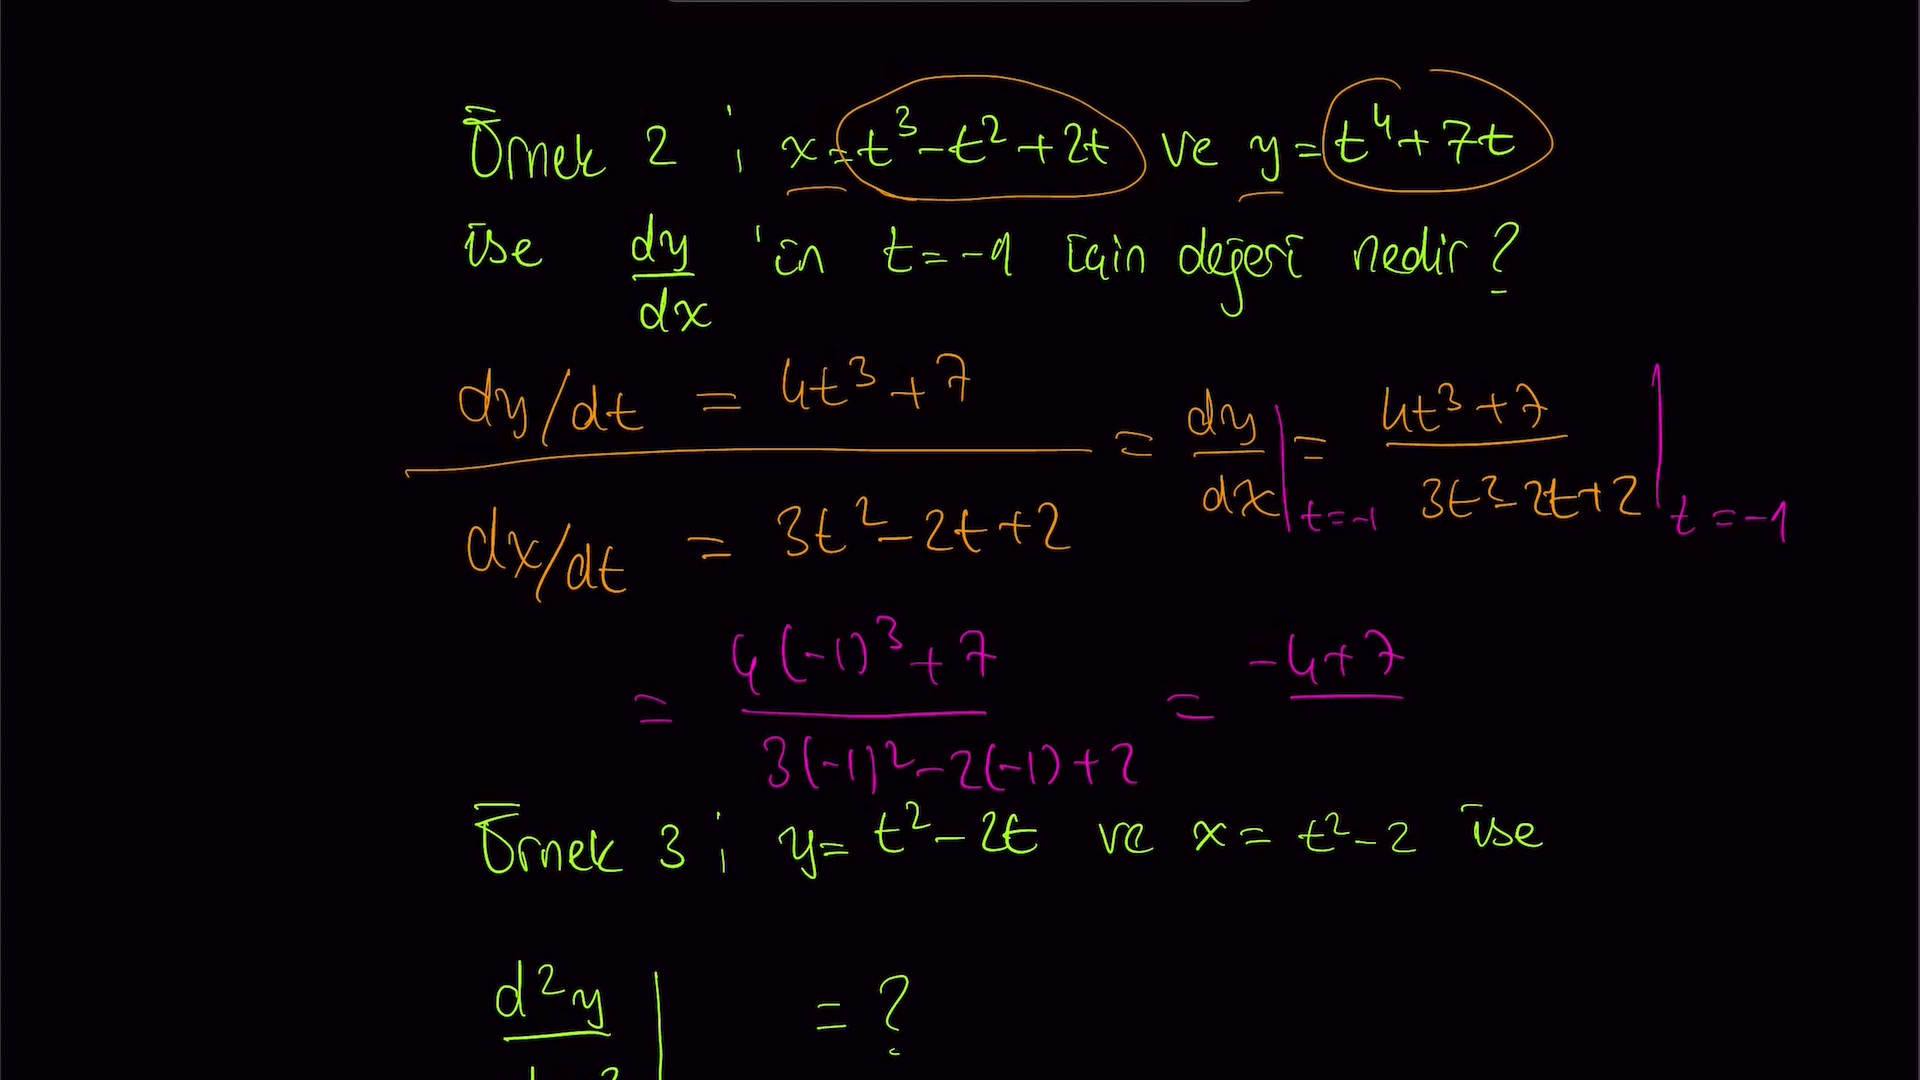 Örnek 2 ; x = t³ - t² + 2t ve y = t⁴ + 7t
ise dy/dx 'in t = -1 için değeri nedir ?
dy/dt = 4t³ + 7
dx/dt = 3t² - 2t + 2
= dy/dx |t=-1 = 4t³+7 / 3t²-2t+2 |t=-1
= 4(-1)³ + 7 / 3(-1)² - 2(-1) + 2 = -4+7
Örnek 3 ; y = t² - 2t ve x = t² - 2 ise
d²y | = ?